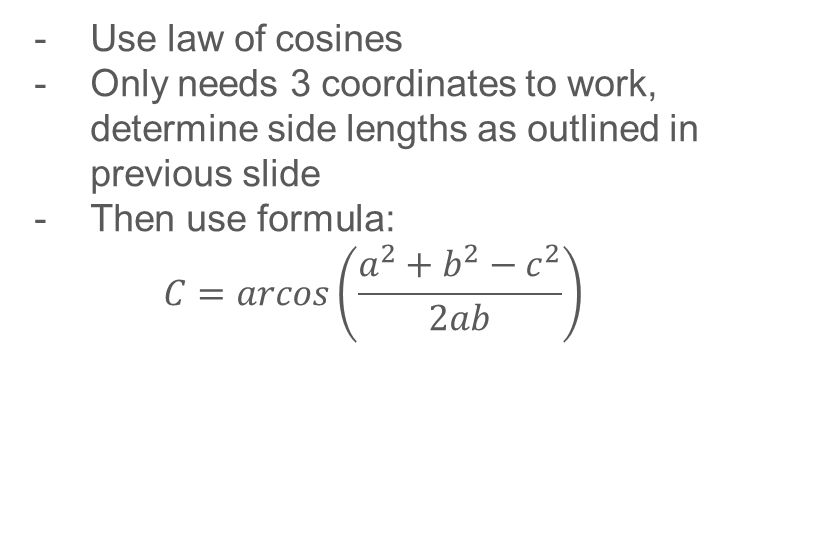 - Use law of cosines
- Only needs 3 coordinates to work,
determine side lengths as outlined in
previous slide
- Then use formula:
C = arcos((a² + b² − c²) / 2ab)